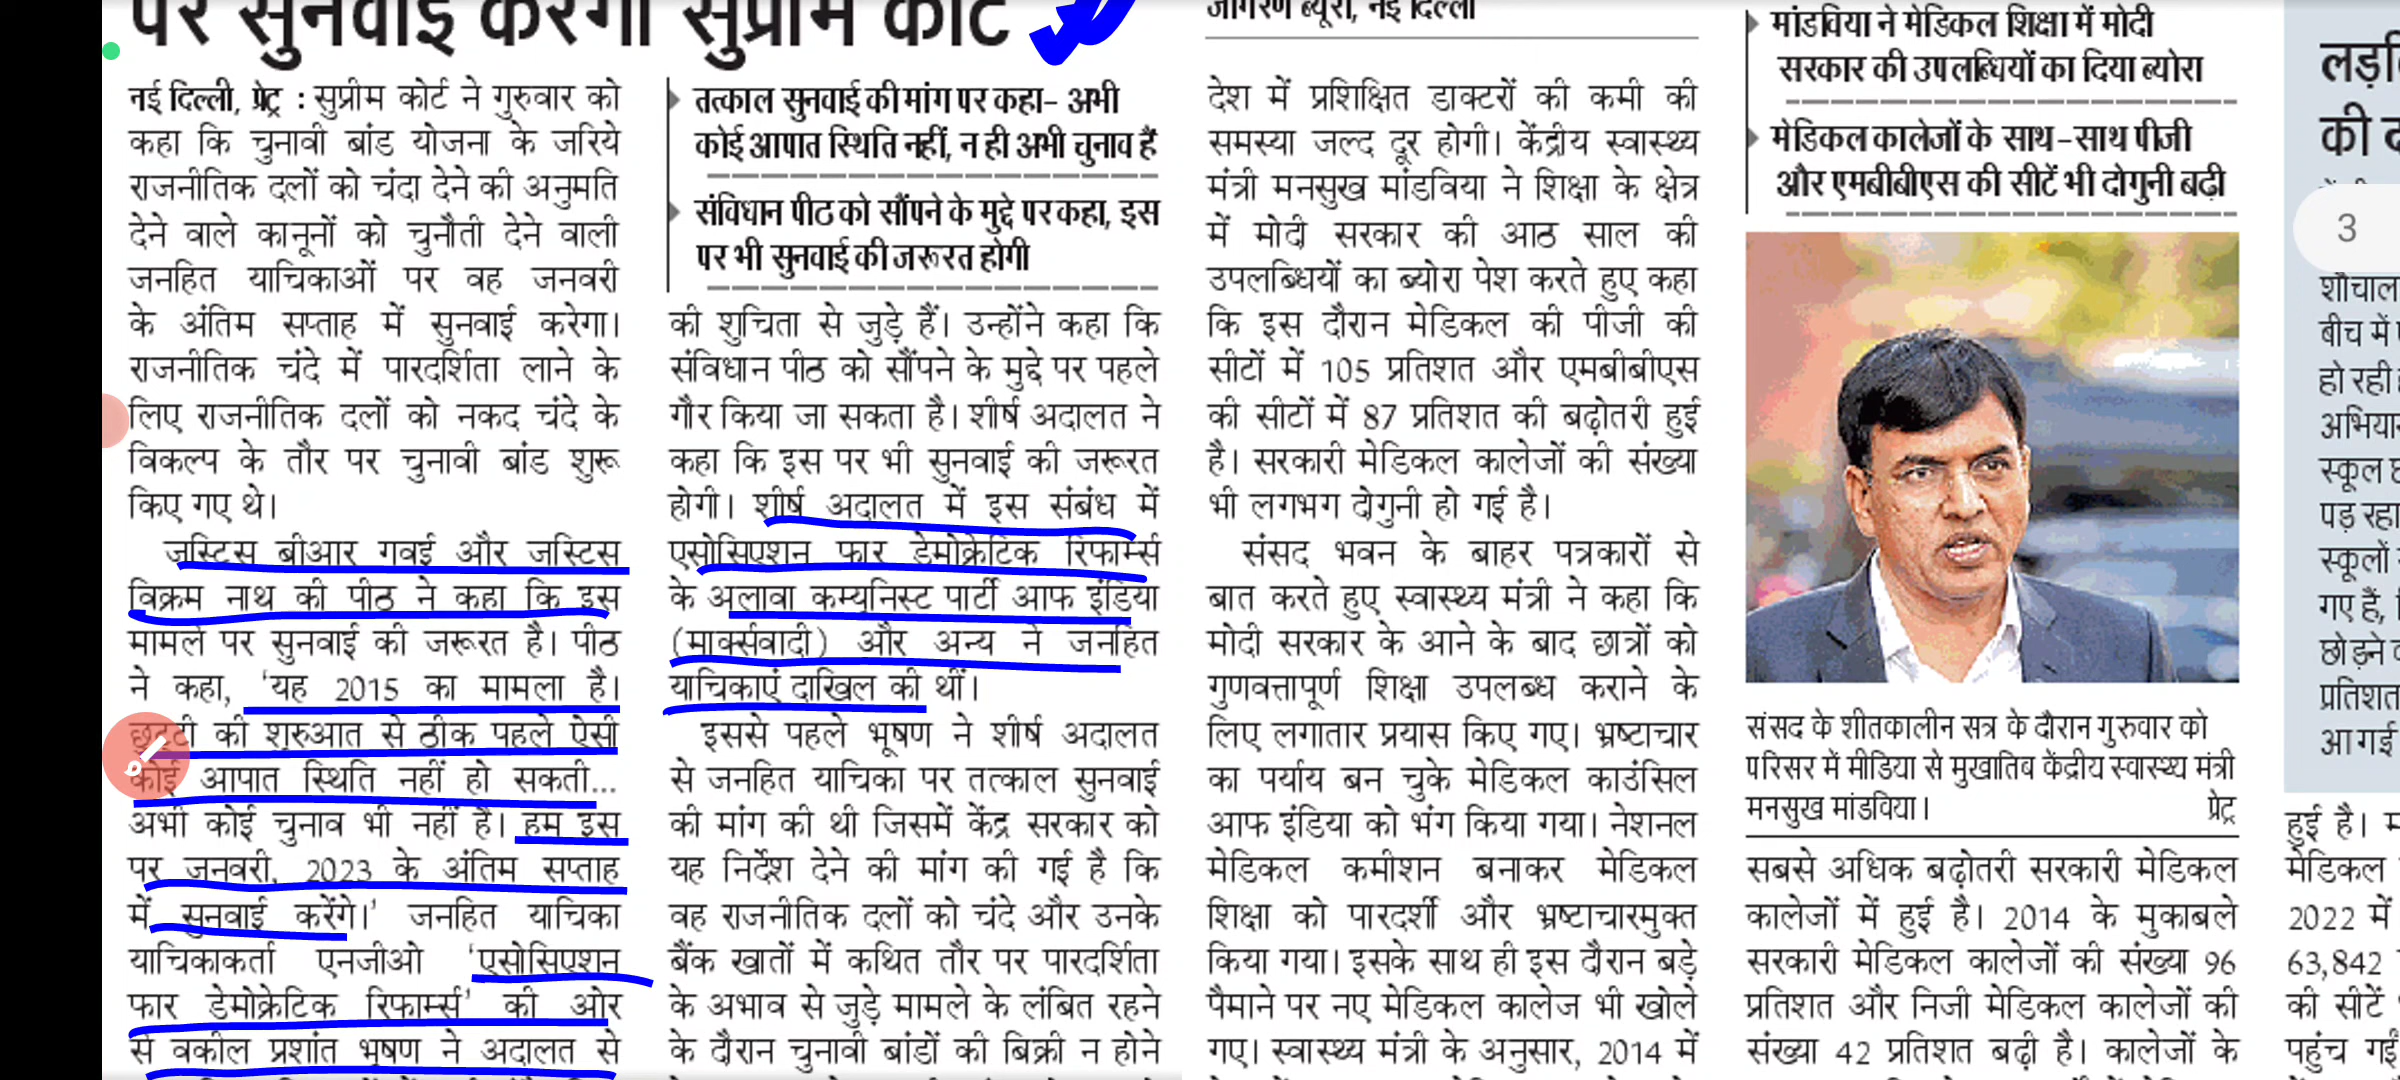 पर सुनवाई करेगा सुप्रीम कोर्ट
नई दिल्ली, प्रेट्र : सुप्रीम कोर्ट ने गुरुवार को
कहा कि चुनावी बांड योजना के जरिये
राजनीतिक दलों को चंदा देने की अनुमति
देने वाले कानूनों को चुनौती देने वाली
जनहित याचिकाओं पर वह जनवरी
के अंतिम सप्ताह में सुनवाई करेगा।
राजनीतिक चंदे में पारदर्शिता लाने के
लिए राजनीतिक दलों को नकद चंदे के
विकल्प के तौर पर चुनावी बांड शुरू
किए गए थे।
जस्टिस बीआर गवई और जस्टिस
विक्रम नाथ की पीठ ने कहा कि इस
मामले पर सुनवाई की जरूरत है। पीठ
ने कहा, 'यह 2015 का मामला है।
छुट्टी की शुरुआत से ठीक पहले ऐसी
कोई आपात स्थिति नहीं हो सकती...
अभी कोई चुनाव भी नहीं है। हम इस
पर जनवरी, 2023 के अंतिम सप्ताह
में सुनवाई करेंगे।' जनहित याचिका
याचिकाकर्ता एनजीओ 'एसोसिएशन
फार डेमोक्रेटिक रिफार्म्स' की ओर
से वकील प्रशांत भूषण ने अदालत से
तत्काल सुनवाई की मांग पर कहा- अभी
कोई आपात स्थिति नहीं, न ही अभी चुनाव हैं
संविधान पीठ को सौंपने के मुद्दे पर कहा, इस
पर भी सुनवाई की जरूरत होगी
की शुचिता से जुड़े हैं। उन्होंने कहा कि
संविधान पीठ को सौंपने के मुद्दे पर पहले
गौर किया जा सकता है। शीर्ष अदालत ने
कहा कि इस पर भी सुनवाई की जरूरत
होगी। शीर्ष अदालत में इस संबंध में
एसोसिएशन फार डेमोक्रेटिक रिफार्म्स
के अलावा कम्युनिस्ट पार्टी आफ इंडिया
(मार्क्सवादी) और अन्य ने जनहित
याचिकाएं दाखिल की थीं।
इससे पहले भूषण ने शीर्ष अदालत
से जनहित याचिका पर तत्काल सुनवाई
की मांग की थी जिसमें केंद्र सरकार को
यह निर्देश देने की मांग की गई है कि
वह राजनीतिक दलों को चंदे और उनके
बैंक खातों में कथित तौर पर पारदर्शिता
के अभाव से जुड़े मामले के लंबित रहने
के दौरान चुनावी बांडों की बिक्री न होने
जागरण ब्यूरो, नई दिल्ली
देश में प्रशिक्षित डाक्टरों की कमी की
समस्या जल्द दूर होगी। केंद्रीय स्वास्थ्य
मंत्री मनसुख मांडविया ने शिक्षा के क्षेत्र
में मोदी सरकार की आठ साल की
उपलब्धियों का ब्योरा पेश करते हुए कहा
कि इस दौरान मेडिकल की पीजी की
सीटों में 105 प्रतिशत और एमबीबीएस
की सीटों में 87 प्रतिशत की बढ़ोतरी हुई
है। सरकारी मेडिकल कालेजों की संख्या
भी लगभग दोगुनी हो गई है।
संसद भवन के बाहर पत्रकारों से
बात करते हुए स्वास्थ्य मंत्री ने कहा कि
मोदी सरकार के आने के बाद छात्रों को
गुणवत्तापूर्ण शिक्षा उपलब्ध कराने के
लिए लगातार प्रयास किए गए। भ्रष्टाचार
का पर्याय बन चुके मेडिकल काउंसिल
आफ इंडिया को भंग किया गया। नेशनल
मेडिकल कमीशन बनाकर मेडिकल
शिक्षा को पारदर्शी और भ्रष्टाचारमुक्त
किया गया। इसके साथ ही इस दौरान बड़े
पैमाने पर नए मेडिकल कालेज भी खोले
गए। स्वास्थ्य मंत्री के अनुसार, 2014 में
मांडविया ने मेडिकल शिक्षा में मोदी
सरकार की उपलब्धियों का दिया ब्योरा
मेडिकल कालेजों के साथ-साथ पीजी
और एमबीबीएस की सीटें भी दोगुनी बढ़ी
संसद के शीतकालीन सत्र के दौरान गुरुवार को
परिसर में मीडिया से मुखातिब केंद्रीय स्वास्थ्य मंत्री
मनसुख मांडविया। प्रेट्र
सबसे अधिक बढ़ोतरी सरकारी मेडिकल
कालेजों में हुई है। 2014 के मुकाबले
सरकारी मेडिकल कालेजों की संख्या 96
प्रतिशत और निजी मेडिकल कालेजों की
संख्या 42 प्रतिशत बढ़ी है। कालेजों के
की
3
शौचाल
बीच में
हो रही
स्कूल
पड़ रहा
स्कूलों
गए हैं,
छोड़ने
प्रतिशत
आ गई
हुई है।
मेडिकल
2022 में
63,842
की सीटें
पहुंच गई